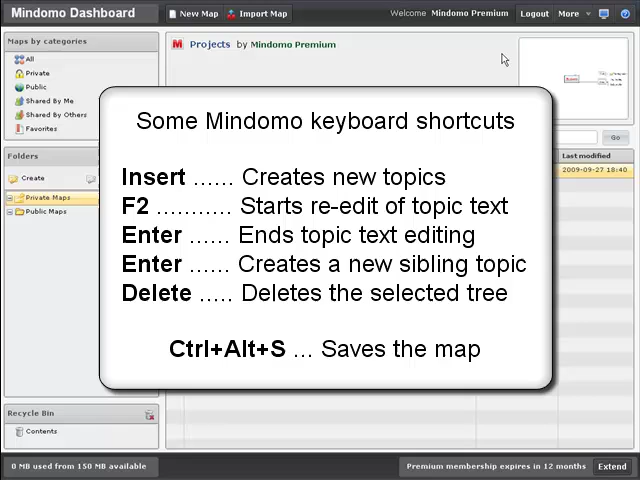 Mindomo Dashboard
New Map
Import Map
Welcome Mindomo Premium
Logout
More
Maps by categories
All
Private
Public
Shared By Me
Shared By Others
Favorites
Projects by Mindomo Premium
Go
Folders
Create
Private Maps
Public Maps
Last modified
2009-09-27 18:40
Some Mindomo keyboard shortcuts
Insert ...... Creates new topics
F2 ........... Starts re-edit of topic text
Enter ...... Ends topic text editing
Enter ...... Creates a new sibling topic
Delete ..... Deletes the selected tree
Ctrl+Alt+S ... Saves the map
Recycle Bin
Contents
0 MB used from 150 MB available
Premium membership expires in 12 months
Extend